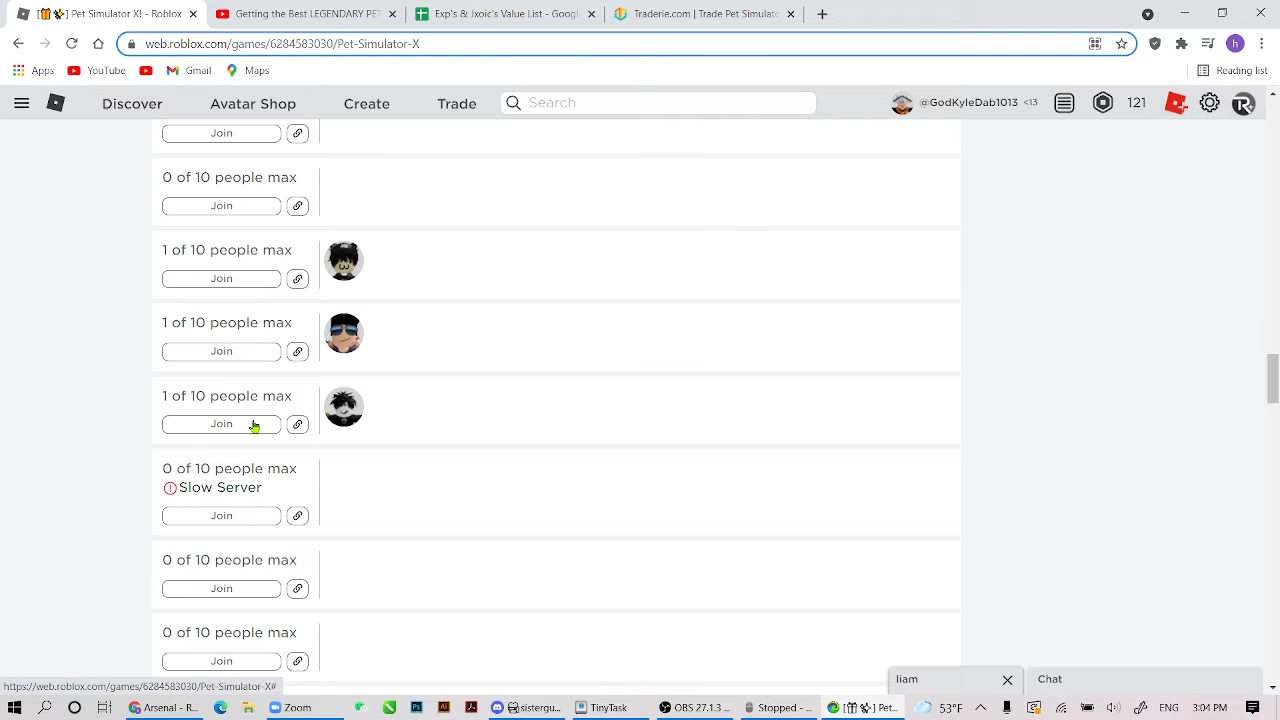 Pet Simulator X! - Roblox
Getting the Best LEGENDARY PET
Exp's & Jxxc's Value List - Googl
Traderie.com | Trade Pet Simulato
web.roblox.com/games/6284583030/Pet-Simulator-X
Apps
YouTube
Gmail
Maps
Reading list
Discover
Avatar Shop
Create
Trade
Search
@GodKyleDab1013 <13
121
Join
0 of 10 people max
Join
1 of 10 people max
Join
1 of 10 people max
Join
1 of 10 people max
Join
0 of 10 people max
Slow Server
Join
0 of 10 people max
Join
0 of 10 people max
Join
liam
Chat
https://web.roblox.com/games/6284583030/Pet-Simulator-X#
Arsenal - R...
Zoom
TinyTask
OBS 27.1.3 ...
Stopped - ...
Pet...
53°F
ENG
3:04 PM